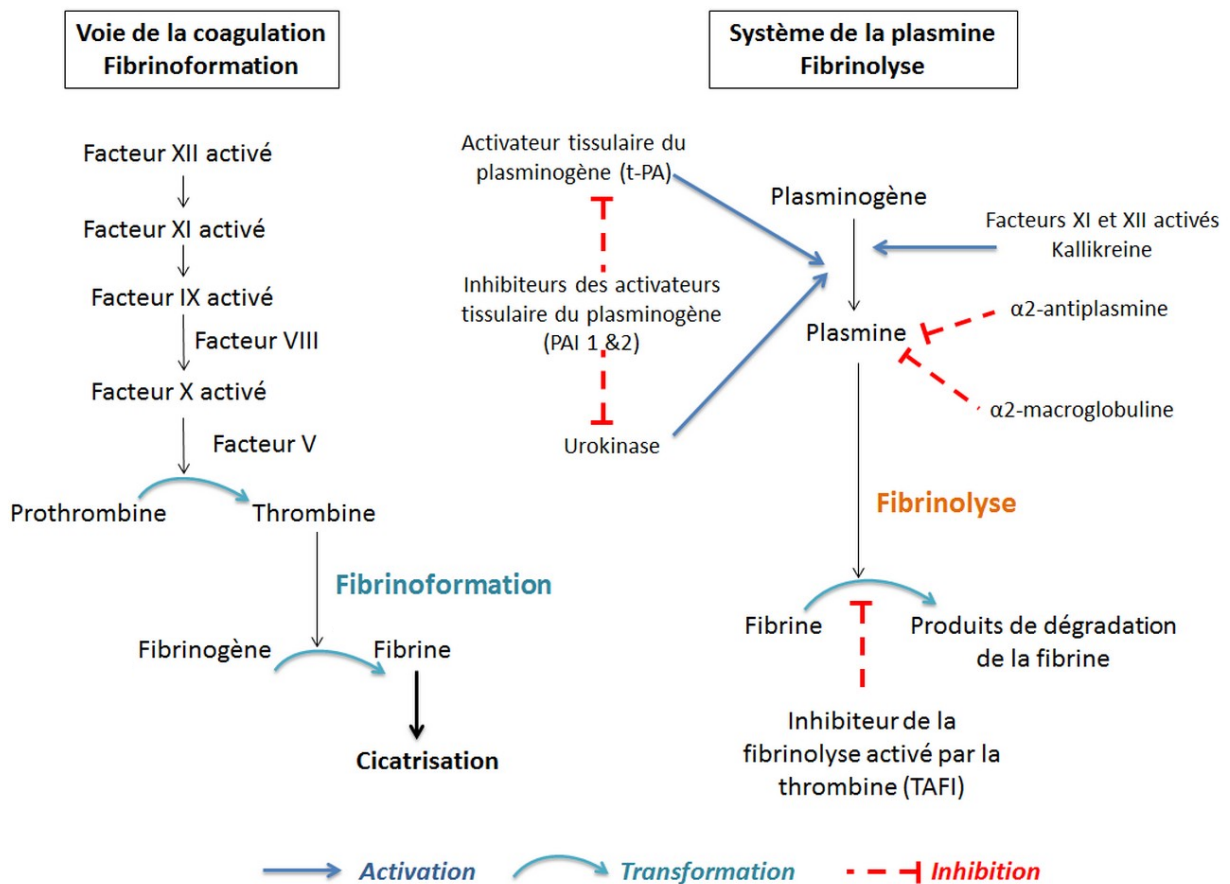 Voie de la coagulation
Fibrinoformation
Facteur XII activé
Facteur XI activé
Facteur IX activé
Facteur VIII
Facteur X activé
Facteur V
Prothrombine
Thrombine
Fibrinoformation
Fibrinogène
Fibrine
Cicatrisation
Système de la plasmine
Fibrinolyse
Activateur tissulaire du
plasminogène (t-PA)
Inhibiteurs des activateurs
tissulaire du plasminogène
(PAI 1 &2)
Urokinase
Plasminogène
Facteurs XI et XII activés
Kallikreine
Plasmine
α2-antiplasmine
α2-macroglobuline
Fibrinolyse
Fibrine
Produits de dégradation
de la fibrine
Inhibiteur de la
fibrinolyse activé par la
thrombine (TAFI)
Activation
Transformation
Inhibition